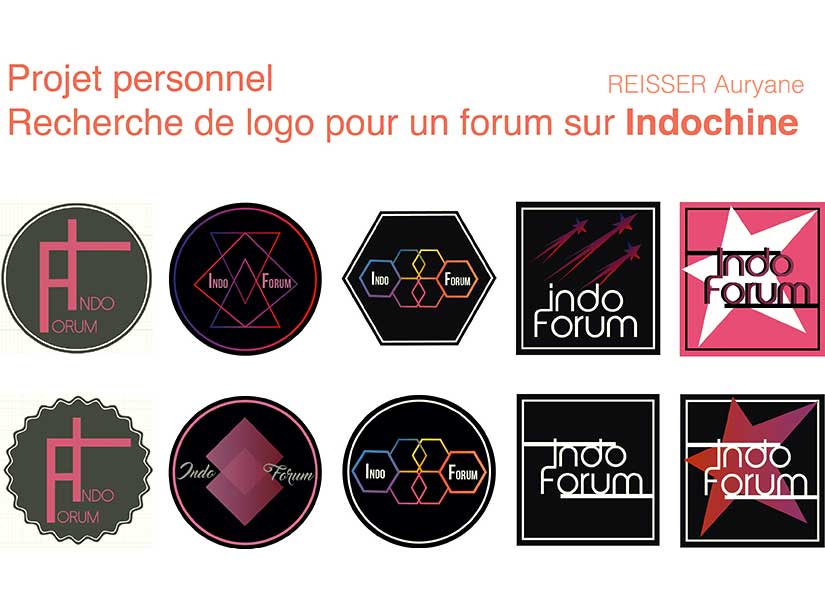 Projet personnel
REISSER Auryane
Recherche de logo pour un forum sur Indochine
INDO
FORUM
INDO FORUM
INDO FORUM
indo
Forum
Indo
Forum
INDO
FORUM
Indo Forum
INDO FORUM
Indo
Forum
Indo
Forum